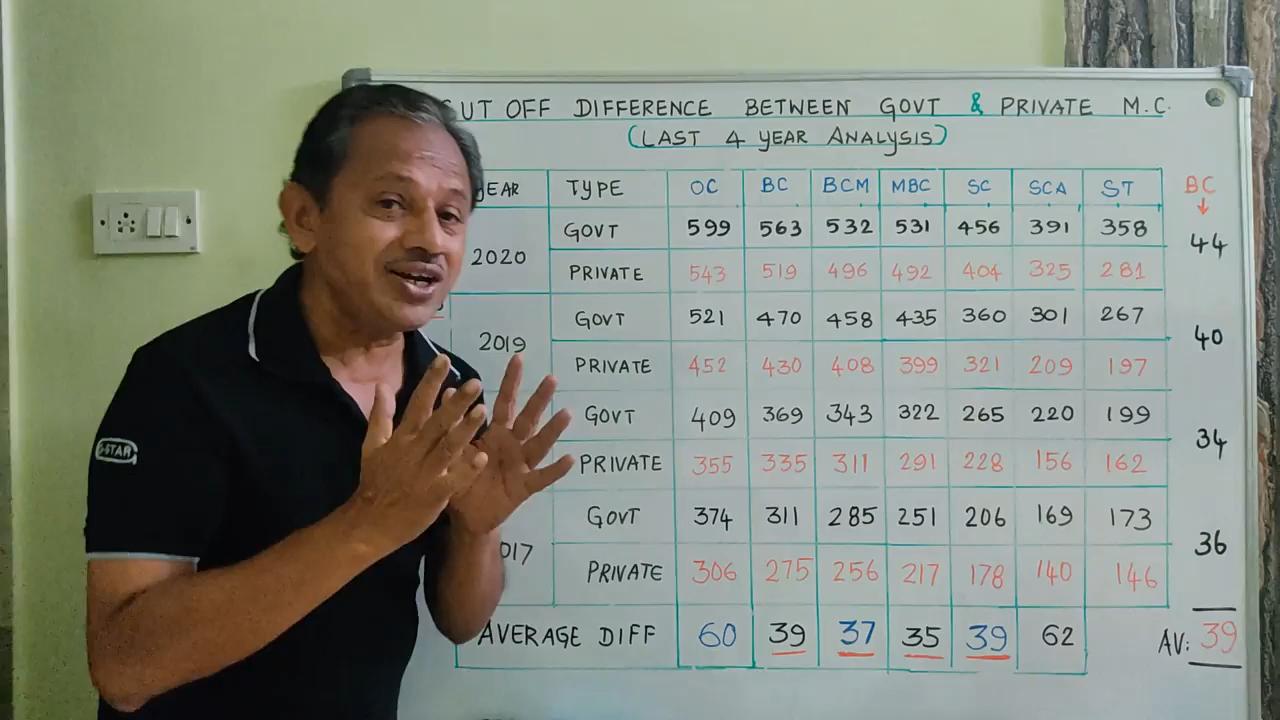 CUT OFF DIFFERENCE BETWEEN GOVT & PRIVATE M.C.
(LAST 4 YEAR ANALYSIS)
YEAR TYPE OC BC BCM MBC SC SCA ST BC
GOVT 599 563 532 531 456 391 358 44
2020
PRIVATE 543 519 496 492 404 325 281
GOVT 521 470 458 435 360 301 267 40
2019
PRIVATE 452 430 408 399 321 209 197
GOVT 409 369 343 322 265 220 199 34
PRIVATE 355 335 311 291 228 156 162
GOVT 374 311 285 251 206 169 173 36
2017
PRIVATE 306 275 256 217 178 140 146
AVERAGE DIFF 60 39 37 35 39 62 AV: 39
G-STAR